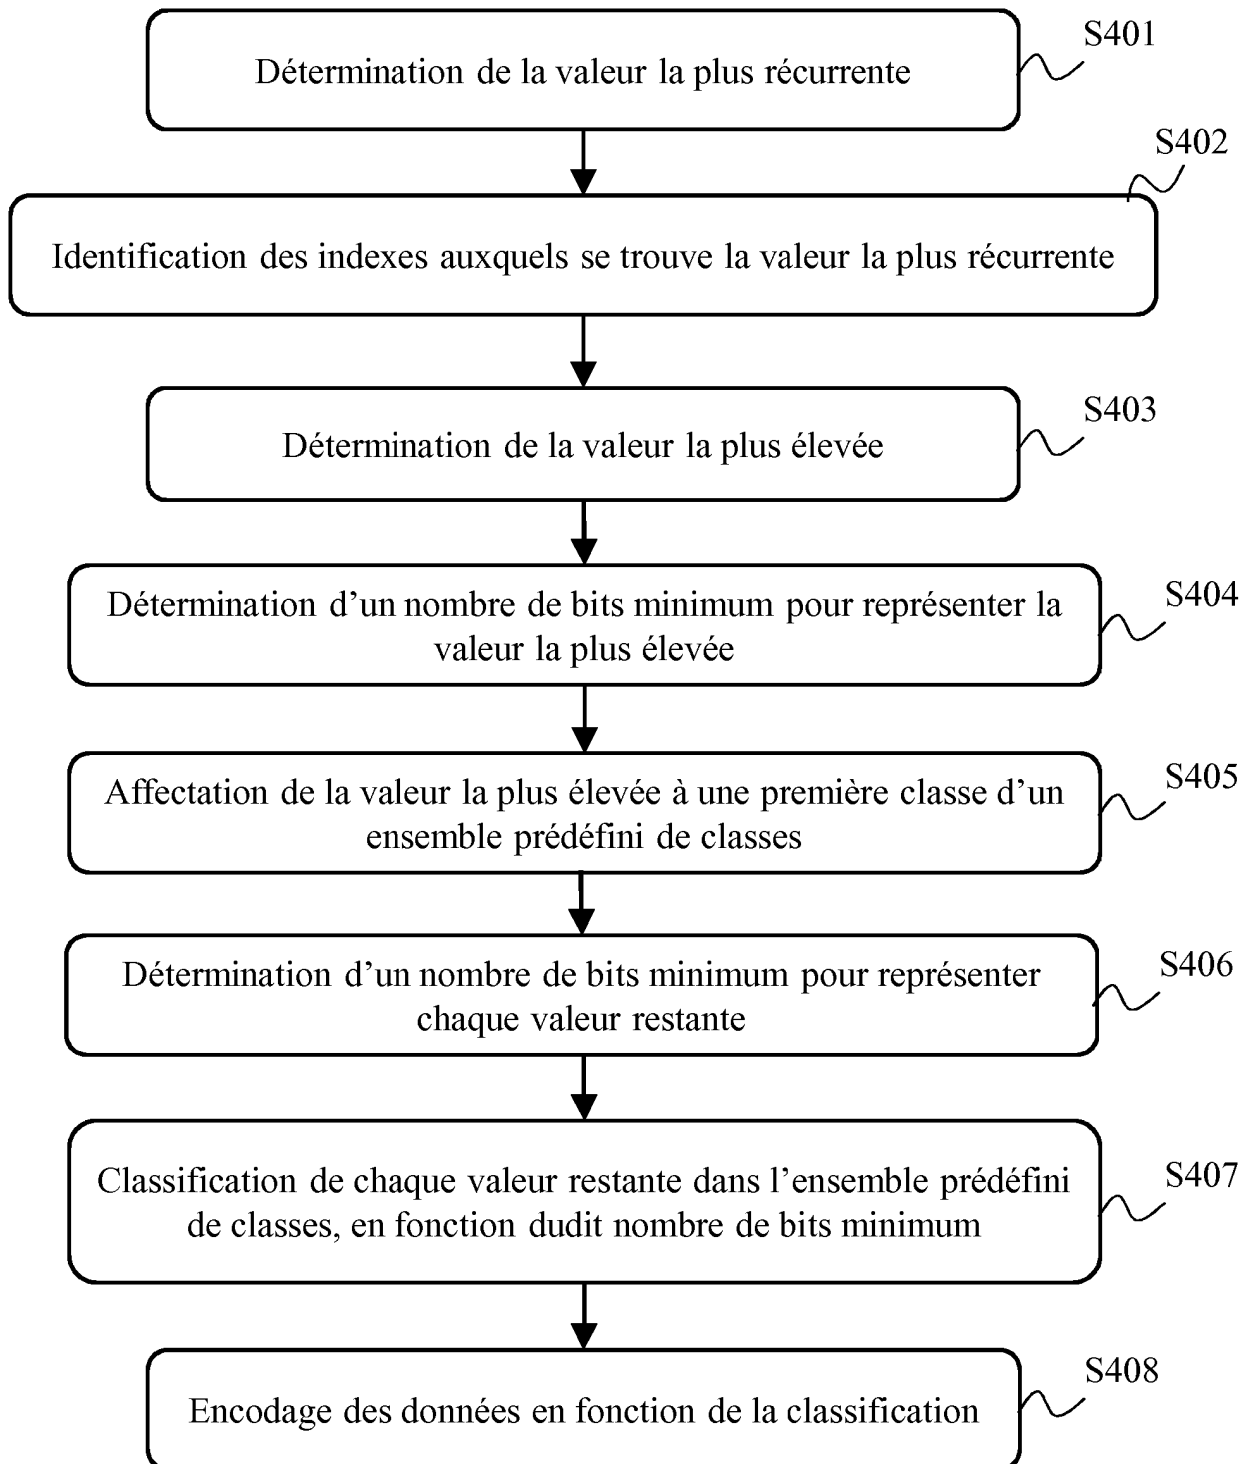 Détermination de la valeur la plus récurrente
S401
S402
Identification des indexes auxquels se trouve la valeur la plus récurrente
Détermination de la valeur la plus élevée
S403
Détermination d'un nombre de bits minimum pour représenter la
valeur la plus élevée
S404
Affectation de la valeur la plus élevée à une première classe d'un
ensemble prédéfini de classes
S405
Détermination d'un nombre de bits minimum pour représenter
chaque valeur restante
S406
Classification de chaque valeur restante dans l'ensemble prédéfini
de classes, en fonction dudit nombre de bits minimum
S407
Encodage des données en fonction de la classification
S408